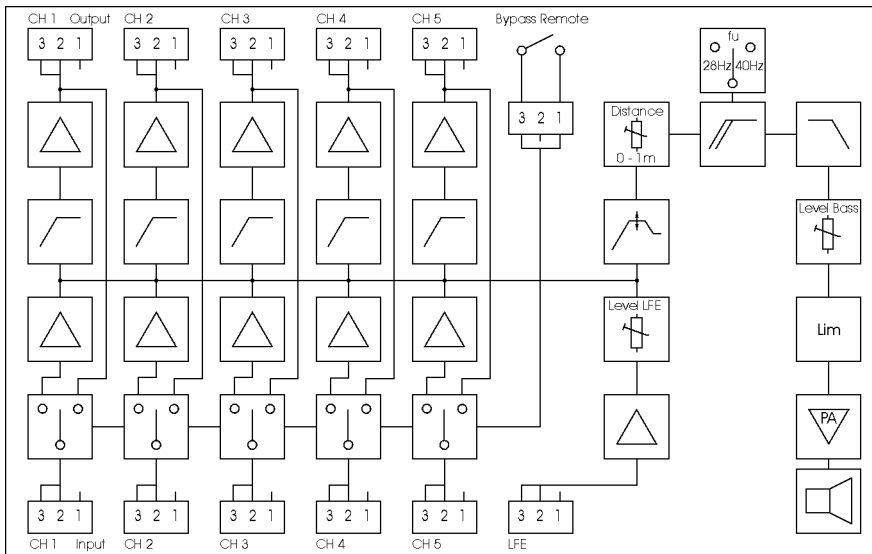 CH 1 Output CH 2 CH 3 CH 4 CH 5 Bypass Remote
3 2 1 3 2 1 3 2 1 3 2 1 3 2 1
fu
28Hz 40Hz
3 2 1
Distance
0 - 1m
Level Bass
Level LFE
Lim
PA
3 2 1 3 2 1 3 2 1 3 2 1 3 2 1 3 2 1
CH 1 Input CH 2 CH 3 CH 4 CH 5 LFE